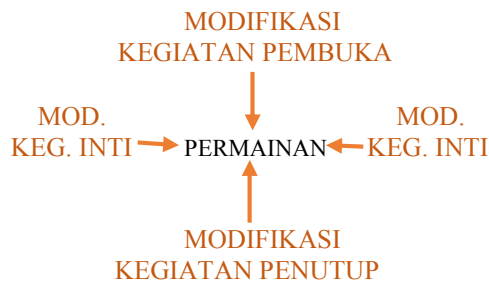 MODIFIKASI
KEGIATAN PEMBUKA
MOD.
KEG. INTI
PERMAINAN
MOD.
KEG. INTI
MODIFIKASI
KEGIATAN PENUTUP